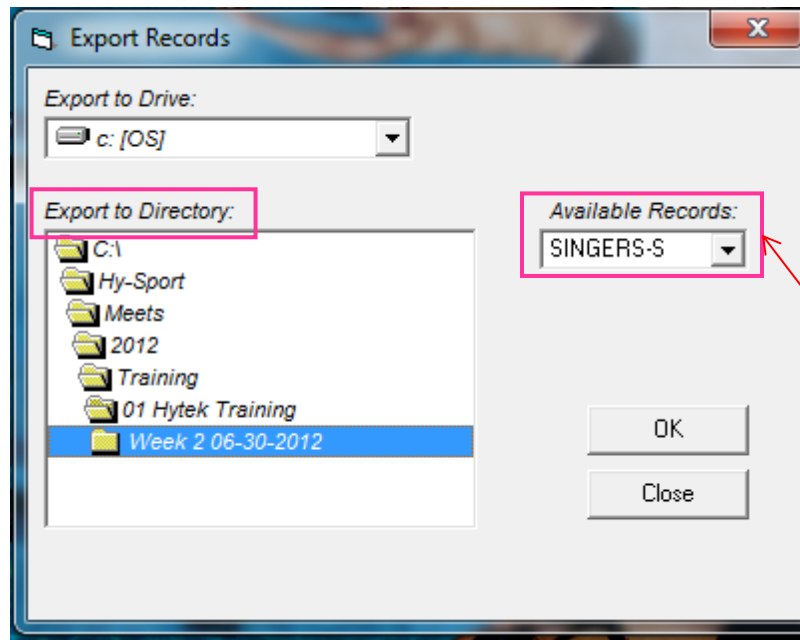 Export Records
Export to Drive:
c: [OS]
Export to Directory:
Available Records:
C:\
SINGERS-S
Hy-Sport
Meets
2012
Training
01 Hytek Training
Week 2 06-30-2012
OK
Close